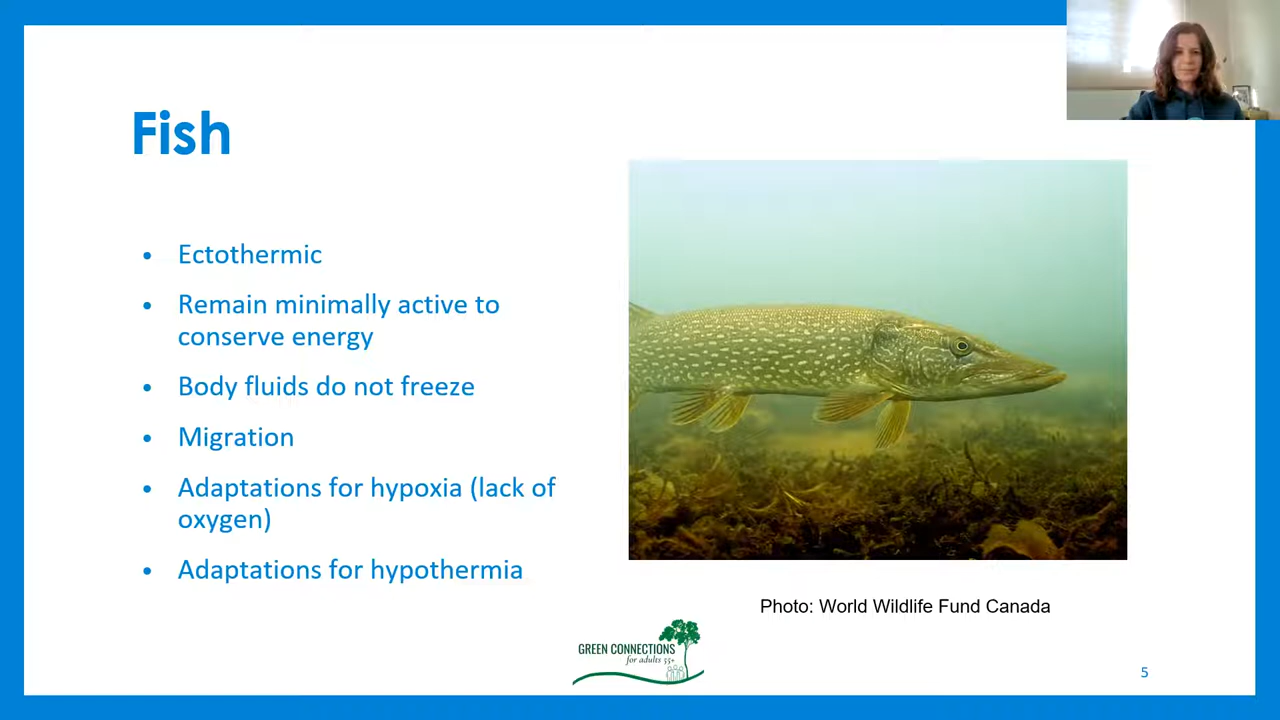 Fish
• Ectothermic
• Remain minimally active to
conserve energy
• Body fluids do not freeze
• Migration
• Adaptations for hypoxia (lack of
oxygen)
• Adaptations for hypothermia
Photo: World Wildlife Fund Canada
GREEN CONNECTIONS
for adults 55+
5